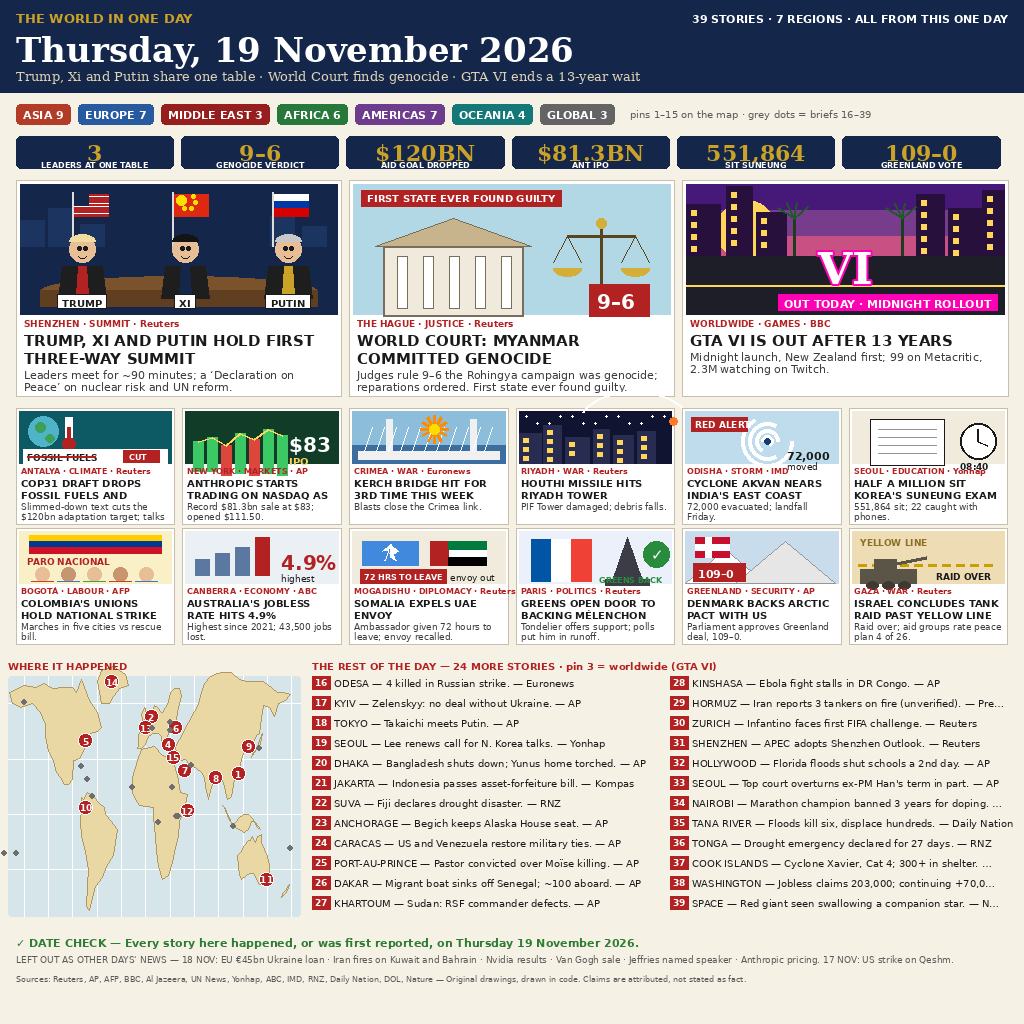 THE WORLD IN ONE DAY
39 STORIES · 7 REGIONS · ALL FROM THIS ONE DAY
Thursday, 19 November 2026
Trump, Xi and Putin share one table · World Court finds genocide · GTA VI ends a 13-year wait
ASIA 9
EUROPE 7
MIDDLE EAST 3
AFRICA 6
AMERICAS 7
OCEANIA 4
GLOBAL 3
pins 1–15 on the map · grey dots = briefs 16–39
3
LEADERS AT ONE TABLE
9–6
GENOCIDE VERDICT
$120BN
AID GOAL DROPPED
$81.3BN
ANT IPO
551,864
SIT SUNEUNG
109–0
GREENLAND VOTE
TRUMP
XI
PUTIN
SHENZHEN · SUMMIT · Reuters
TRUMP, XI AND PUTIN HOLD FIRST
THREE-WAY SUMMIT
Leaders meet for ~90 minutes; a ‘Declaration on
Peace’ on nuclear risk and UN reform.
FIRST STATE EVER FOUND GUILTY
9–6
THE HAGUE · JUSTICE · Reuters
WORLD COURT: MYANMAR
COMMITTED GENOCIDE
Judges rule 9–6 the Rohingya campaign was genocide;
reparations ordered. First state ever found guilty.
VI
OUT TODAY · MIDNIGHT ROLLOUT
WORLDWIDE · GAMES · BBC
GTA VI IS OUT AFTER 13 YEARS
Midnight launch, New Zealand first; 99 on Metacritic,
2.3M watching on Twitch.
FOSSIL FUELS
CUT
ANTALYA · CLIMATE · Reuters
COP31 DRAFT DROPS
FOSSIL FUELS AND
Slimmed-down text cuts the
$120bn adaptation target; talks
$83
IPO
NEW YORK · MARKETS · AP
ANTHROPIC STARTS
TRADING ON NASDAQ AS
Record $81.3bn sale at $83;
opened $111.50.
CRIMEA · WAR · Euronews
KERCH BRIDGE HIT FOR
3RD TIME THIS WEEK
Blasts close the Crimea link.
RIYADH · WAR · Reuters
HOUTHI MISSILE HITS
RIYADH TOWER
PIF Tower damaged; debris falls.
RED ALERT
72,000
moved
ODISHA · STORM · IMD
CYCLONE AKVAN NEARS
INDIA'S EAST COAST
72,000 evacuated; landfall
Friday.
08:40
SEOUL · EDUCATION · Yonhap
HALF A MILLION SIT
KOREA'S SUNEUNG EXAM
551,864 sit; 22 caught with
phones.
PARO NACIONAL
BOGOTÁ · LABOUR · AFP
COLOMBIA'S UNIONS
HOLD NATIONAL STRIKE
Marches in five cities vs rescue
bill.
4.9%
highest
CANBERRA · ECONOMY · ABC
AUSTRALIA'S JOBLESS
RATE HITS 4.9%
Highest since 2021; 43,500 jobs
lost.
72 HRS TO LEAVE
envoy out
MOGADISHU · DIPLOMACY · Reuters
SOMALIA EXPELS UAE
ENVOY
Ambassador given 72 hours to
leave; envoy recalled.
✓
GREENS BACK
PARIS · POLITICS · Reuters
GREENS OPEN DOOR TO
BACKING MÉLENCHON
Tondelier offers support; polls
put him in runoff.
109–0
GREENLAND · SECURITY · AP
DENMARK BACKS ARCTIC
PACT WITH US
Parliament approves Greenland
deal, 109–0.
YELLOW LINE
RAID OVER
GAZA · WAR · Reuters
ISRAEL CONCLUDES TANK
RAID PAST YELLOW LINE
Raid over; aid groups rate peace
plan 4 of 26.
WHERE IT HAPPENED
14
2
13
6
5
4
9
15
7
8
1
10
12
11
THE REST OF THE DAY — 24 MORE STORIES · pin 3 = worldwide (GTA VI)
16 ODESA — 4 killed in Russian strike. — Euronews
17 KYIV — Zelenskyy: no deal without Ukraine. — AP
18 TOKYO — Takaichi meets Putin. — AP
19 SEOUL — Lee renews call for N. Korea talks. — Yonhap
20 DHAKA — Bangladesh shuts down; Yunus home torched. — AP
21 JAKARTA — Indonesia passes asset-forfeiture bill. — Kompas
22 SUVA — Fiji declares drought disaster. — RNZ
23 ANCHORAGE — Begich keeps Alaska House seat. — AP
24 CARACAS — US and Venezuela restore military ties. — AP
25 PORT-AU-PRINCE — Pastor convicted over Moïse killing. — AP
26 DAKAR — Migrant boat sinks off Senegal; ~100 aboard. — AP
27 KHARTOUM — Sudan: RSF commander defects. — AP
28 KINSHASA — Ebola fight stalls in DR Congo. — AP
29 HORMUZ — Iran reports 3 tankers on fire (unverified). — Pre...
30 ZURICH — Infantino faces first FIFA challenge. — Reuters
31 SHENZHEN — APEC adopts Shenzhen Outlook. — Reuters
32 HOLLYWOOD — Florida floods shut schools a 2nd day. — AP
33 SEOUL — Top court overturns ex-PM Han's term in part. — AP
34 NAIROBI — Marathon champion banned 3 years for doping. ...
35 TANA RIVER — Floods kill six, displace hundreds. — Daily Nation
36 TONGA — Drought emergency declared for 27 days. — RNZ
37 COOK ISLANDS — Cyclone Xavier, Cat 4; 300+ in shelter. ...
38 WASHINGTON — Jobless claims 203,000; continuing +70,0...
39 SPACE — Red giant seen swallowing a companion star. — N...
✓ DATE CHECK — Every story here happened, or was first reported, on Thursday 19 November 2026.
LEFT OUT AS OTHER DAYS' NEWS — 18 NOV: EU €45bn Ukraine loan · Iran fires on Kuwait and Bahrain · Nvidia results · Van Gogh sale · Jeffries named speaker · Anthropic pricing. 17 NOV: US strike on Qeshm.
Sources: Reuters, AP, AFP, BBC, Al Jazeera, UN News, Yonhap, ABC, IMD, RNZ, Daily Nation, DOL, Nature — Original drawings, drawn in code. Claims are attributed, not stated as fact.